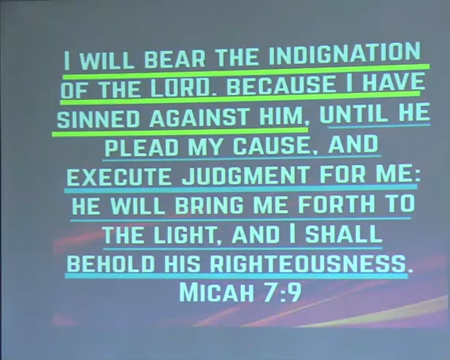 I WILL BEAR THE INDIGNATION
OF THE LORD, BECAUSE I HAVE
SINNED AGAINST HIM, UNTIL HE
PLEAD MY CAUSE, AND
EXECUTE JUDGMENT FOR ME:
HE WILL BRING ME FORTH TO
THE LIGHT, AND I SHALL
BEHOLD HIS RIGHTEOUSNESS.
MICAH 7:9